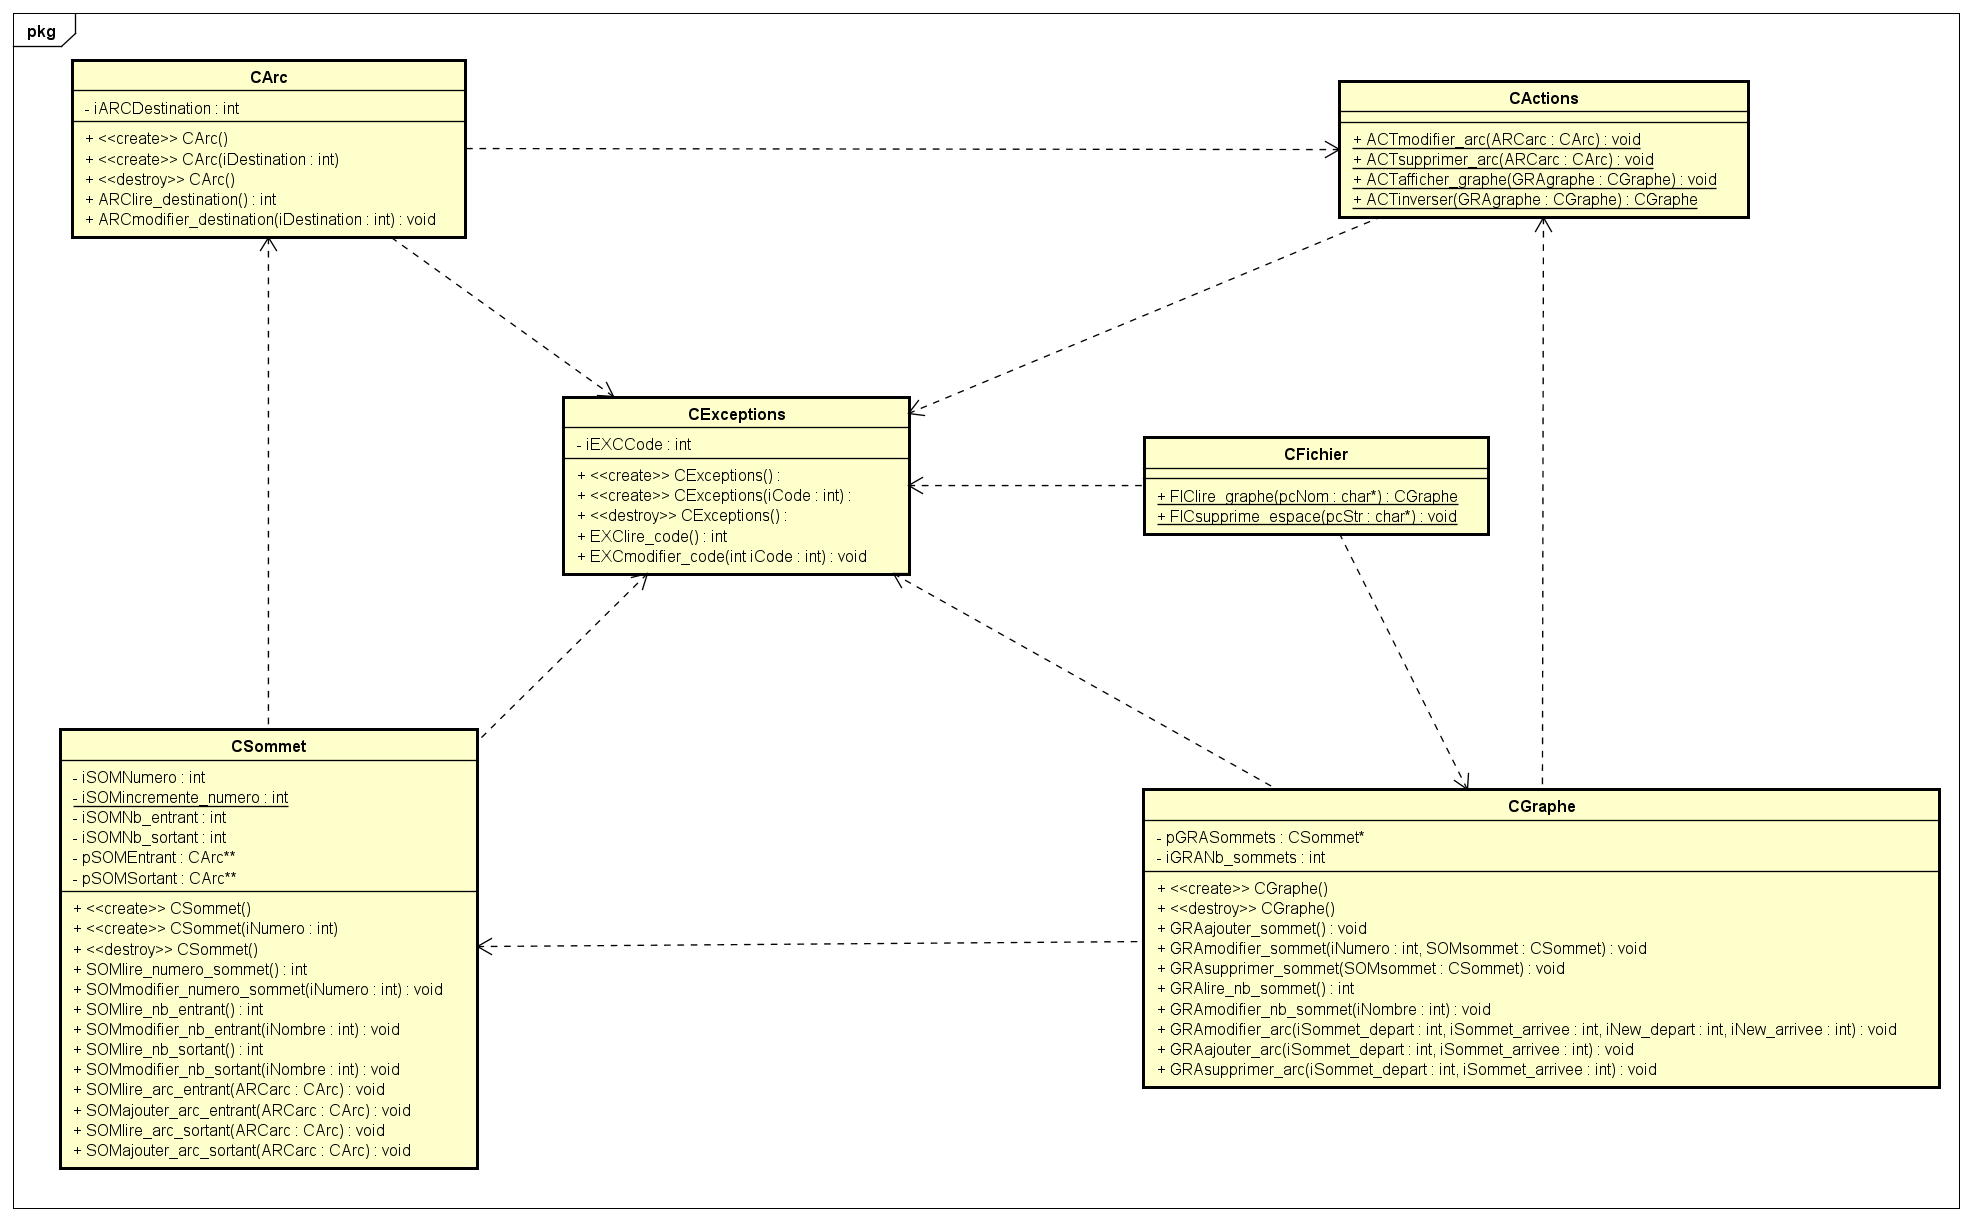 pkg
CArc
- iARCDestination : int
+ <<create>> CArc()
+ <<create>> CArc(iDestination : int)
+ <<destroy>> CArc()
+ ARClire_destination() : int
+ ARCmodifier_destination(iDestination : int) : void
CActions
+ ACTmodifier_arc(ARCarc : CArc) : void
+ ACTsupprimer_arc(ARCarc : CArc) : void
+ ACTafficher_graphe(GRAgraphe : CGraphe) : void
+ ACTinverser(GRAgraphe : CGraphe) : CGraphe
CExceptions
- iEXCCode : int
+ <<create>> CExceptions() :
+ <<create>> CExceptions(iCode : int) :
+ <<destroy>> CExceptions() :
+ EXClire_code() : int
+ EXCmodifier_code(int iCode : int) : void
CFichier
+ FIClire_graphe(pcNom : char*) : CGraphe
+ FICsupprime_espace(pcStr : char*) : void
CSommet
- iSOMNumero : int
- iSOMincremente_numero : int
- iSOMNb_entrant : int
- iSOMNb_sortant : int
- pSOMEntrant : CArc**
- pSOMSortant : CArc**
+ <<create>> CSommet()
+ <<create>> CSommet(iNumero : int)
+ <<destroy>> CSommet()
+ SOMlire_numero_sommet() : int
+ SOMmodifier_numero_sommet(iNumero : int) : void
+ SOMlire_nb_entrant() : int
+ SOMmodifier_nb_entrant(iNombre : int) : void
+ SOMlire_nb_sortant() : int
+ SOMmodifier_nb_sortant(iNombre : int) : void
+ SOMlire_arc_entrant(ARCarc : CArc) : void
+ SOMajouter_arc_entrant(ARCarc : CArc) : void
+ SOMlire_arc_sortant(ARCarc : CArc) : void
+ SOMajouter_arc_sortant(ARCarc : CArc) : void
CGraphe
- pGRASommets : CSommet*
- iGRANb_sommets : int
+ <<create>> CGraphe()
+ <<destroy>> CGraphe()
+ GRAajouter_sommet() : void
+ GRAmodifier_sommet(iNumero : int, SOMsommet : CSommet) : void
+ GRAsupprimer_sommet(SOMsommet : CSommet) : void
+ GRAlire_nb_sommet() : int
+ GRAmodifier_nb_sommet(iNombre : int) : void
+ GRAmodifier_arc(iSommet_depart : int, iSommet_arrivee : int, iNew_depart : int, iNew_arrivee : int) : void
+ GRAajouter_arc(iSommet_depart : int, iSommet_arrivee : int) : void
+ GRAsupprimer_arc(iSommet_depart : int, iSommet_arrivee : int) : void